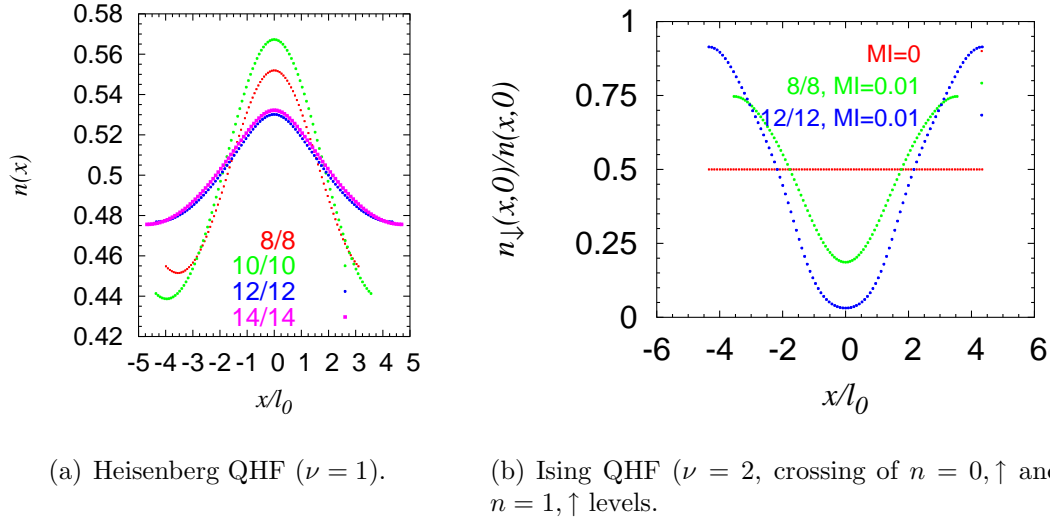 0.58
0.56
0.54
0.52
0.5
0.48
0.46
0.44
0.42
n(x)
8/8
10/10
12/12
14/14
-5 -4 -3 -2 -1 0 1 2 3 4 5
x/l0
1
0.75
0.5
0.25
0
n↓(x,0)/n(x,0)
MI=0
8/8, MI=0.01
12/12, MI=0.01
-6 -4 -2 0 2 4 6
x/l0
(a) Heisenberg QHF (ν = 1).
(b) Ising QHF (ν = 2, crossing of n = 0, ↑ and
n = 1, ↑ levels.